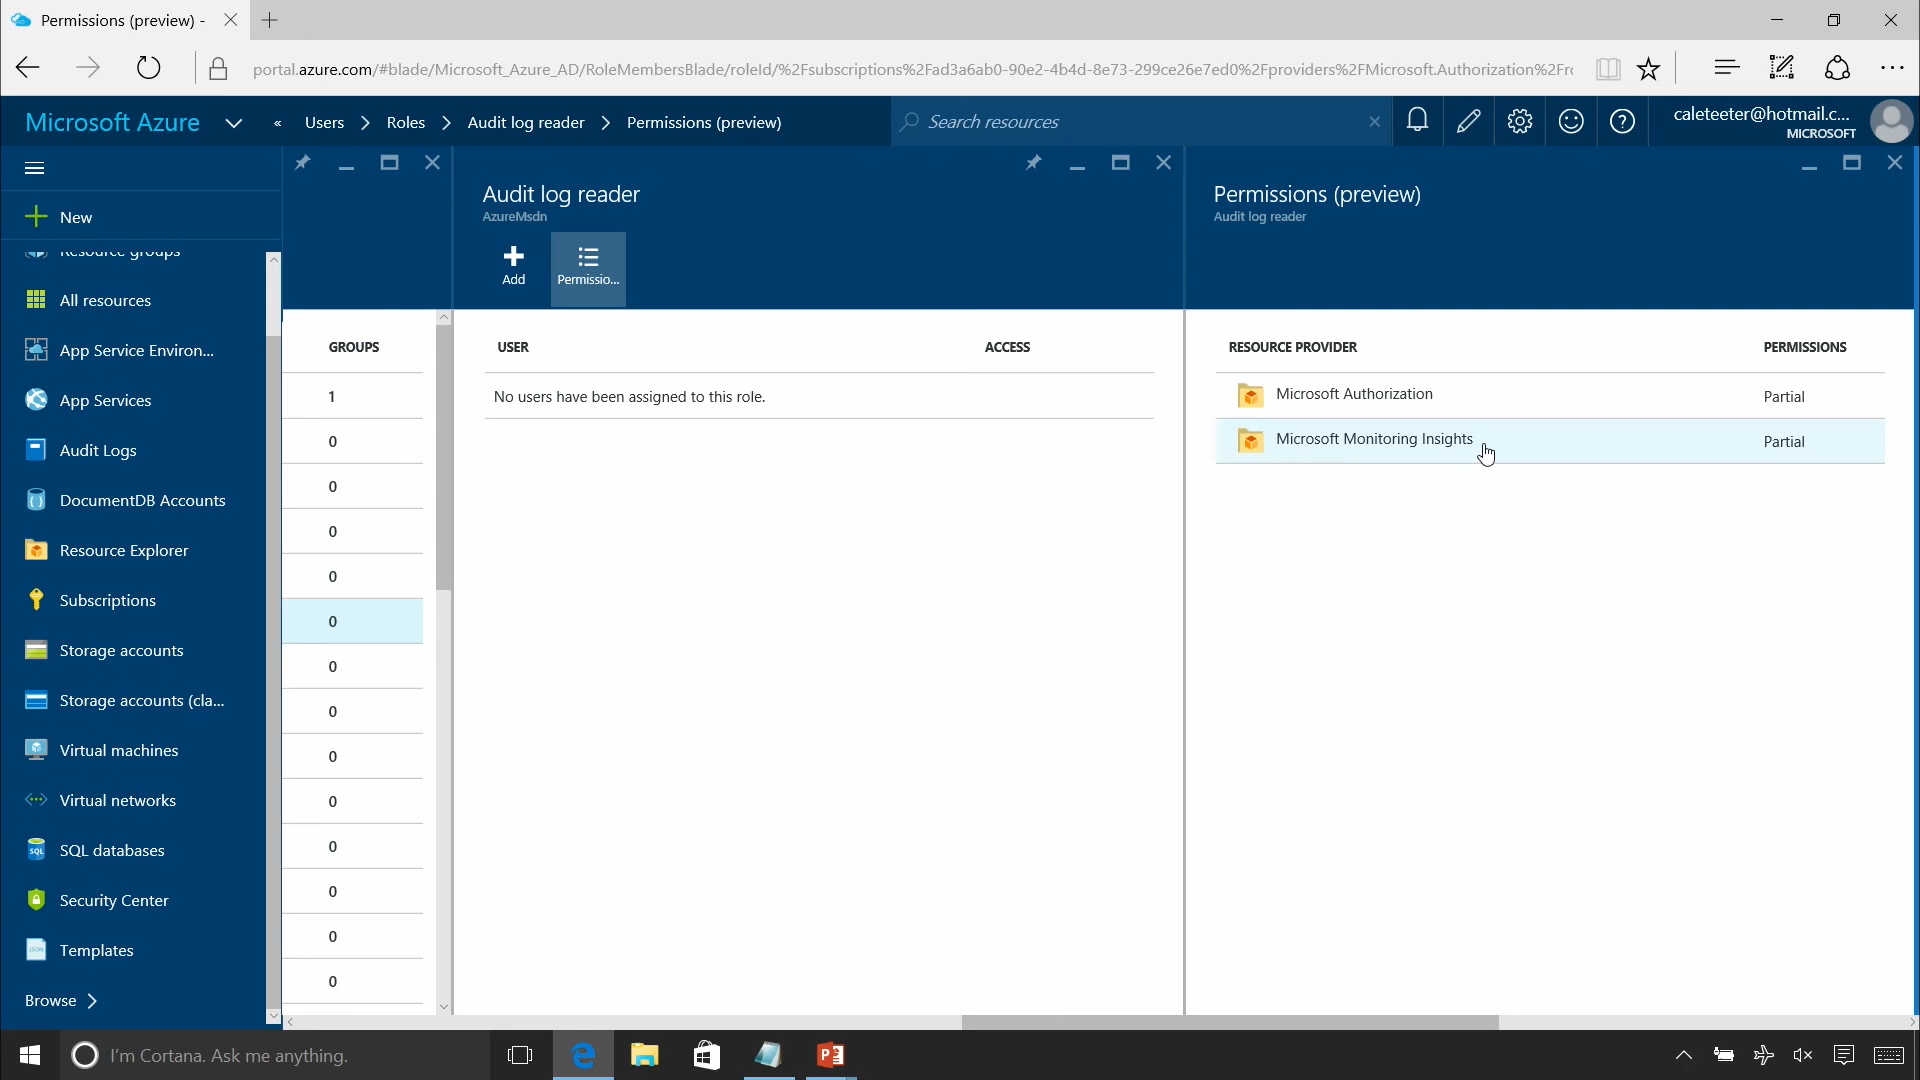 Permissions (preview) -
portal.azure.com/#blade/Microsoft_Azure_AD/RoleMembersBlade/roleId/%2Fsubscriptions%2Fad3a6ab0-90e2-4b4d-8e73-299ce26e7ed0%2Fproviders%2FMicrosoft.Authorization%2Fr
Microsoft Azure
« Users > Roles > Audit log reader > Permissions (preview)
Search resources
caleteeter@hotmail.c...
MICROSOFT
New
Resource groups
All resources
App Service Environ...
App Services
Audit Logs
DocumentDB Accounts
Resource Explorer
Subscriptions
Storage accounts
Storage accounts (cla...
Virtual machines
Virtual networks
SQL databases
Security Center
Templates
Browse >
GROUPS
1
0
0
0
0
0
0
0
0
0
0
0
0
0
Audit log reader
AzureMsdn
Add
Permissio...
USER ACCESS
No users have been assigned to this role.
Permissions (preview)
Audit log reader
RESOURCE PROVIDER PERMISSIONS
Microsoft Authorization Partial
Microsoft Monitoring Insights Partial
I'm Cortana. Ask me anything.